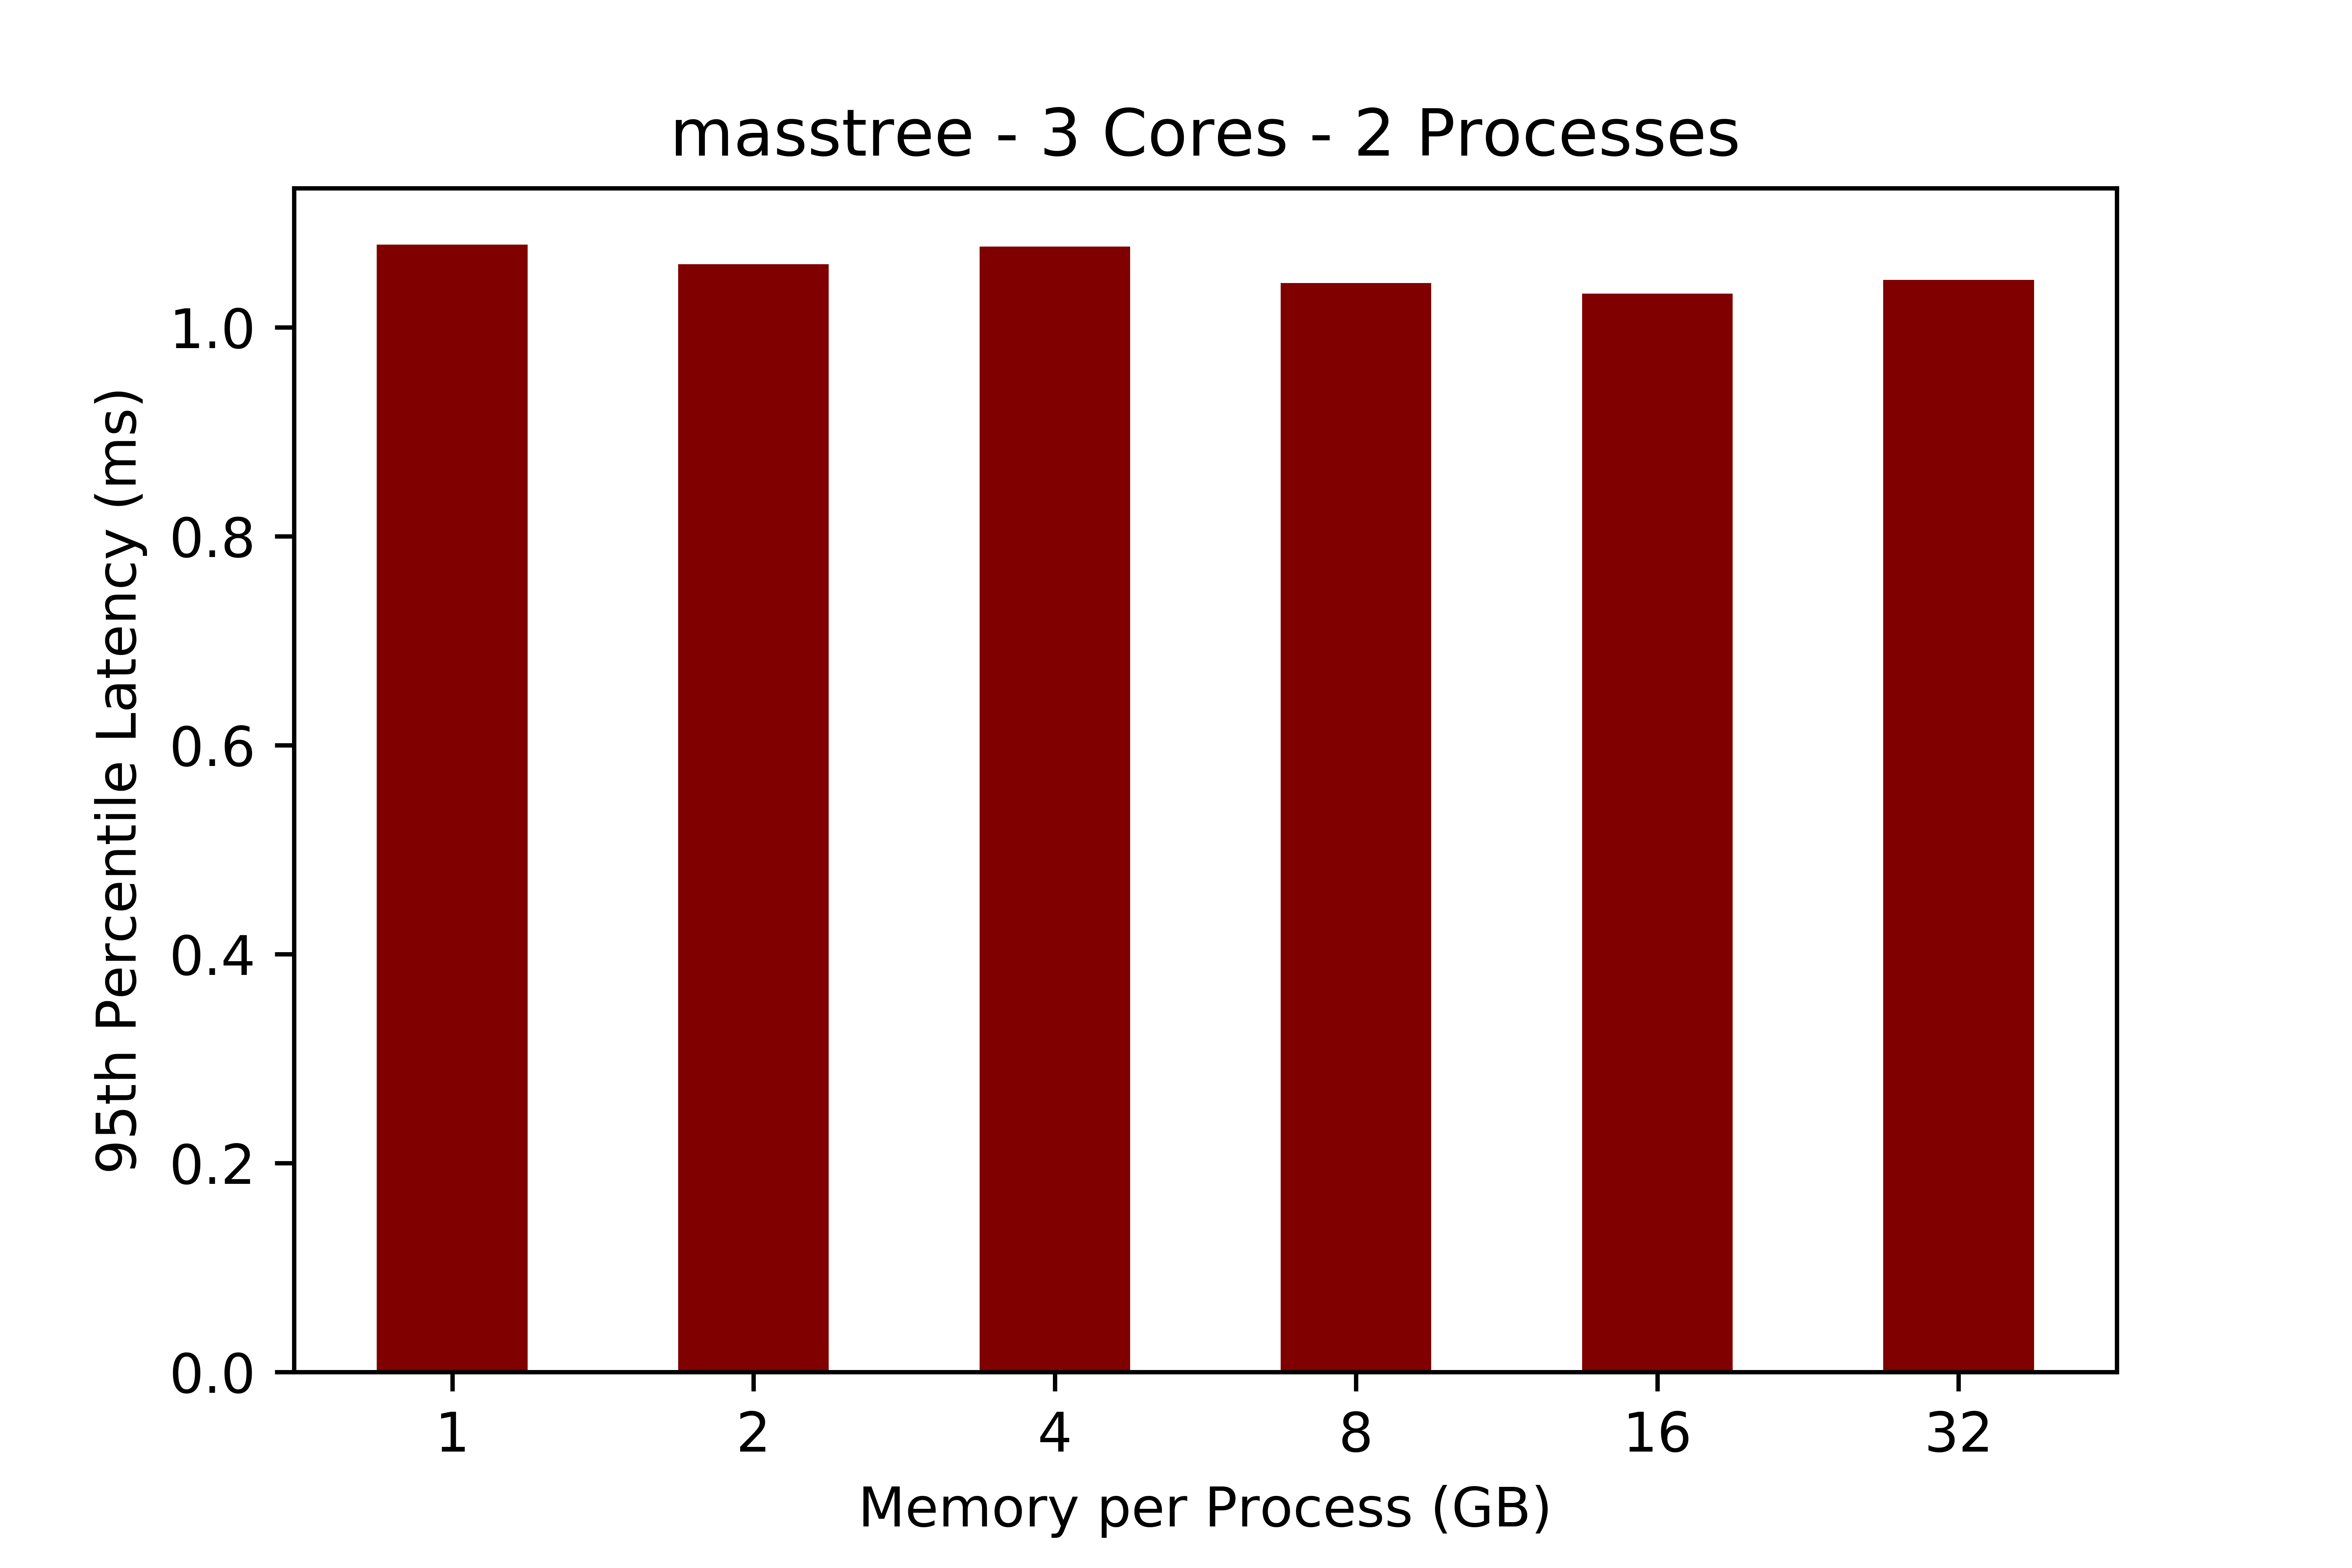 masstree - 3 Cores - 2 Processes
95th Percentile Latency (ms)
1.0
0.8
0.6
0.4
0.2
0.0
1 2 4 8 16 32
Memory per Process (GB)